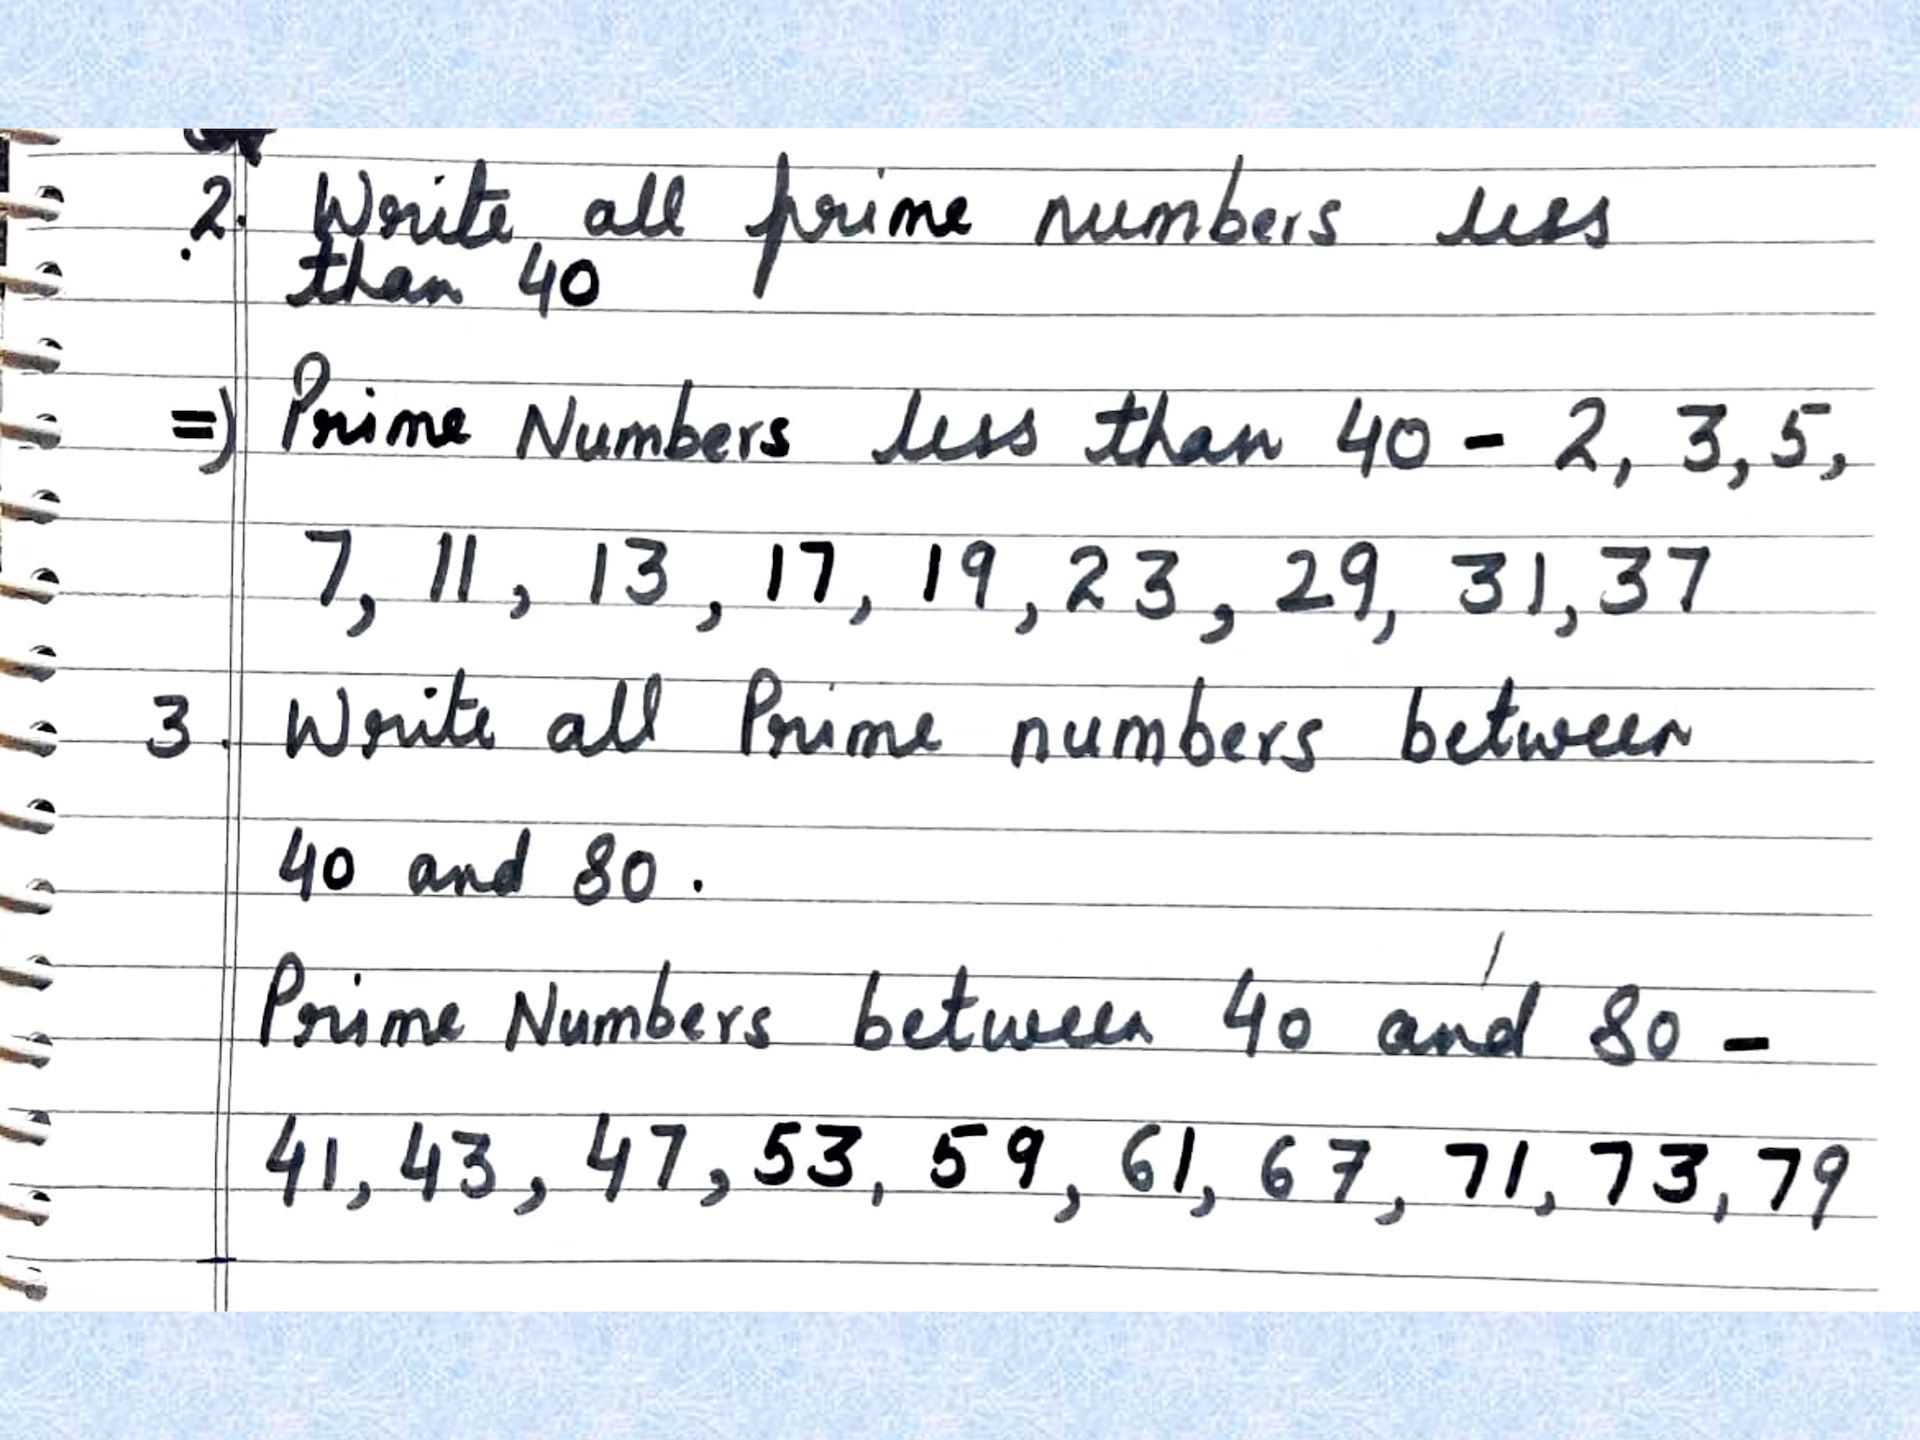 2. Write all prime numbers less
than 40
=) Prime Numbers less than 40 - 2, 3, 5,
7, 11, 13, 17, 19, 23, 29, 31, 37
3. Write all Prime numbers between
40 and 80.
Prime Numbers between 40 and 80 -
41, 43, 47, 53, 59, 61, 67, 71, 73, 79